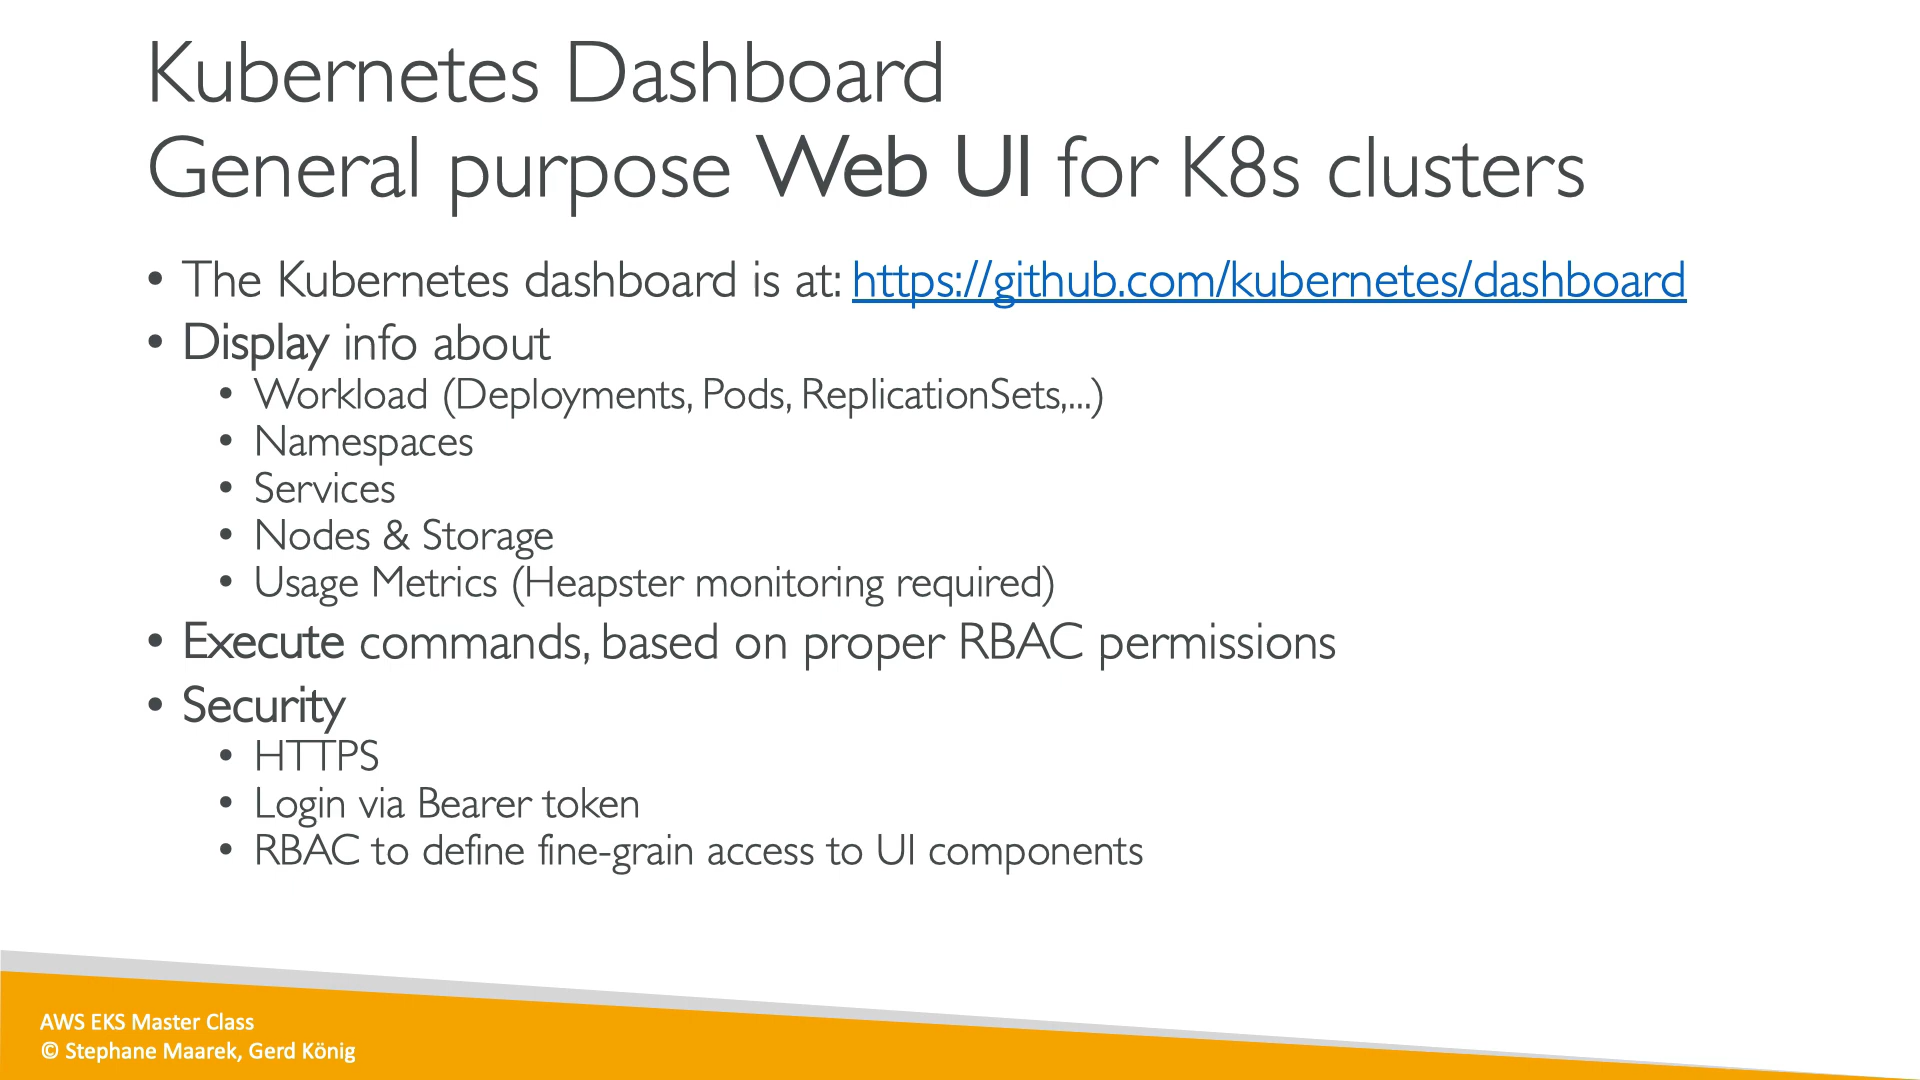 Kubernetes Dashboard
General purpose Web UI for K8s clusters
• The Kubernetes dashboard is at: https://github.com/kubernetes/dashboard
• Display info about
• Workload (Deployments, Pods, ReplicationSets,...)
• Namespaces
• Services
• Nodes & Storage
• Usage Metrics (Heapster monitoring required)
• Execute commands, based on proper RBAC permissions
• Security
• HTTPS
• Login via Bearer token
• RBAC to define fine-grain access to UI components
AWS EKS Master Class
© Stephane Maarek, Gerd König